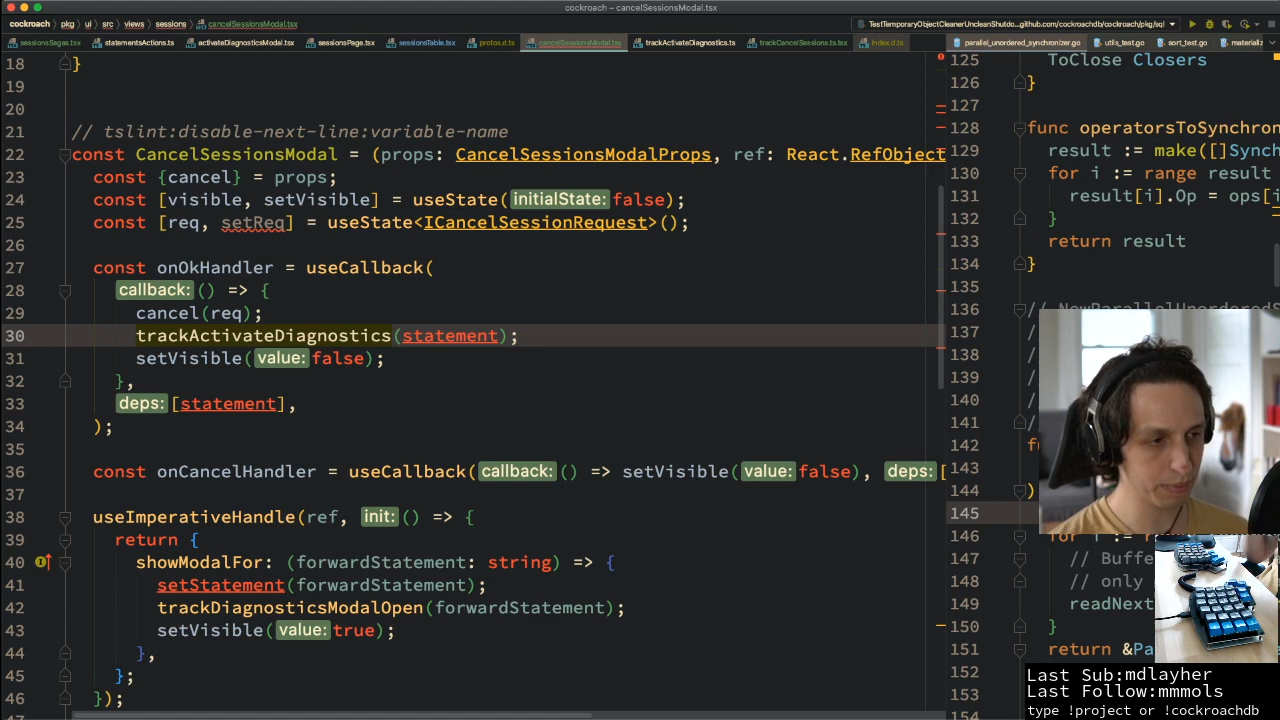 cockroach – cancelSessionsModal.tsx
cockroach pkg ui src views sessions cancelSessionsModal.tsx
TestTemporaryObjectCleanerUncleanShutdo...github.com/cockroachdb/cockroach/pkg/sql
sessionsSagas.tsx statementsActions.ts activateDiagnosticsModal.tsx sessionsPage.tsx sessionsTable.tsx protos.d.ts cancelSessionsModal.tsx trackActivateDiagnostics.ts trackCancelSessions.ts.tsx index.d.ts
parallel_unordered_synchronizer.go utils_test.go sort_test.go materializ
18 }
19
20
21 // tslint:disable-next-line:variable-name
22 const CancelSessionsModal = (props: CancelSessionsModalProps, ref: React.RefObject
23 const {cancel} = props;
24 const [visible, setVisible] = useState( initialState: false);
25 const [req, setReq] = useState<ICancelSessionRequest>();
26
27 const onOkHandler = useCallback(
28 callback: () => {
29 cancel(req);
30 trackActivateDiagnostics(statement);
31 setVisible( value: false);
32 },
33 deps: [statement],
34 );
35
36 const onCancelHandler = useCallback( callback: () => setVisible( value: false), deps: [
37
38 useImperativeHandle(ref, init: () => {
39 return {
40 showModalFor: (forwardStatement: string) => {
41 setStatement(forwardStatement);
42 trackDiagnosticsModalOpen(forwardStatement);
43 setVisible( value: true);
44 },
45 };
46 });
125 ToClose Closers
126 }
127
128 func operatorsToSynchron
129 result := make([]Synch
130 for i := range result
131 result[i].Op = ops[i
132 }
133 return result
134 }
135
136 // NewParallelUnorderedS
137 /
138 /
139 /
140 /
141 /
142 fu
143
144 )
145
146 for i := r
147 // Buffe
148 // only
149 readNext
150 }
151 return &Pa
152
153
154
Last Sub:mdlayher
Last Follow:mmmols
type !project or !cockroachdb